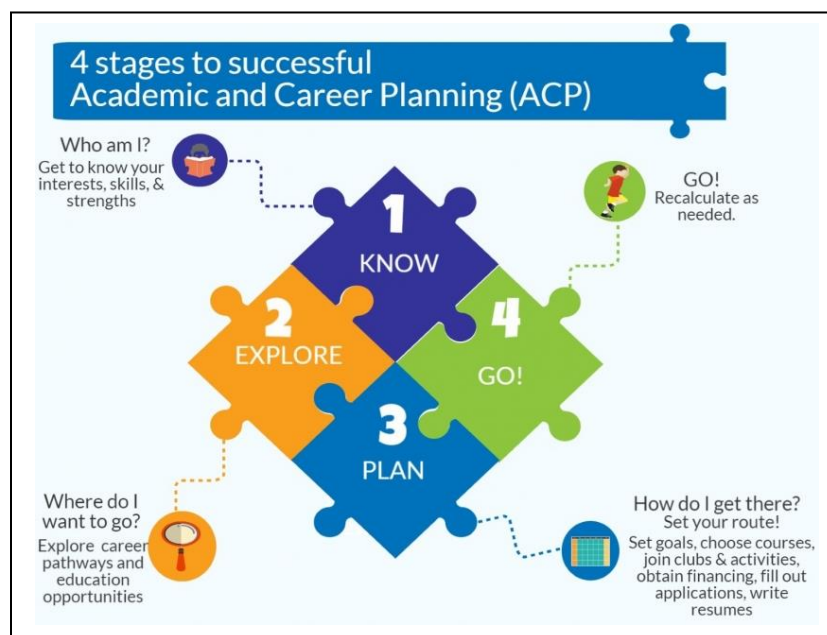 4 stages to successful
Academic and Career Planning (ACP)
Who am I?
Get to know your
interests, skills, &
strengths
1
KNOW
GO!
Recalculate as
needed.
2
EXPLORE
4
GO!
3
PLAN
Where do I
want to go?
Explore career
pathways and
education
opportunities
How do I get there?
Set your route!
Set goals, choose courses,
join clubs & activities,
obtain financing, fill out
applications, write
resumes